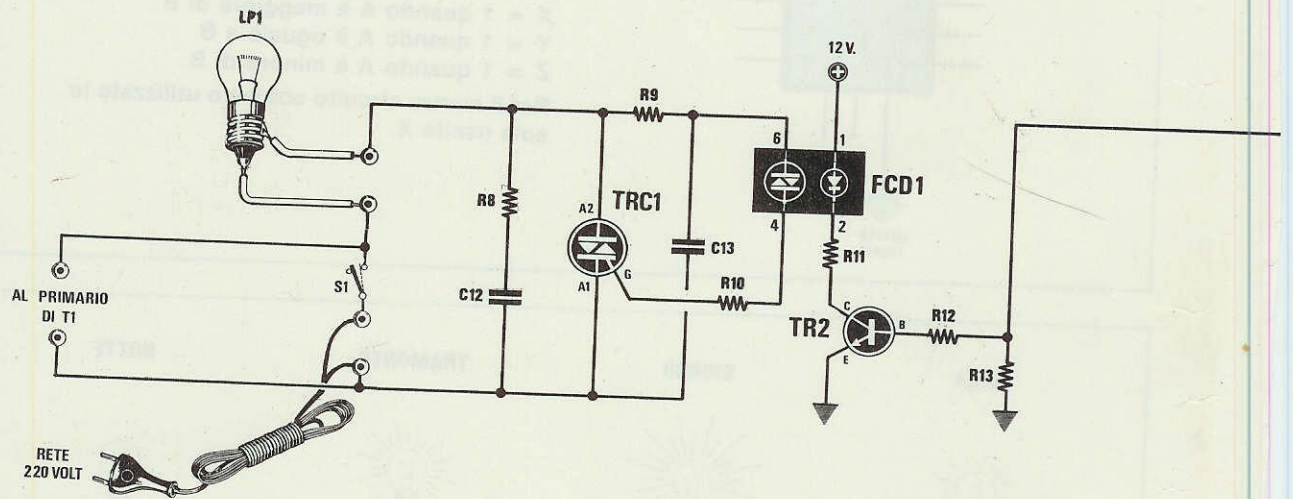 LP1
12 V.
R9
6
1
FCD1
R8
A2
TRC1
4
2
C13
R11
AL PRIMARIO
DI T1
S1
C12
A1
G
R10
C
TR2
B
R12
E
R13
RETE
220 VOLT